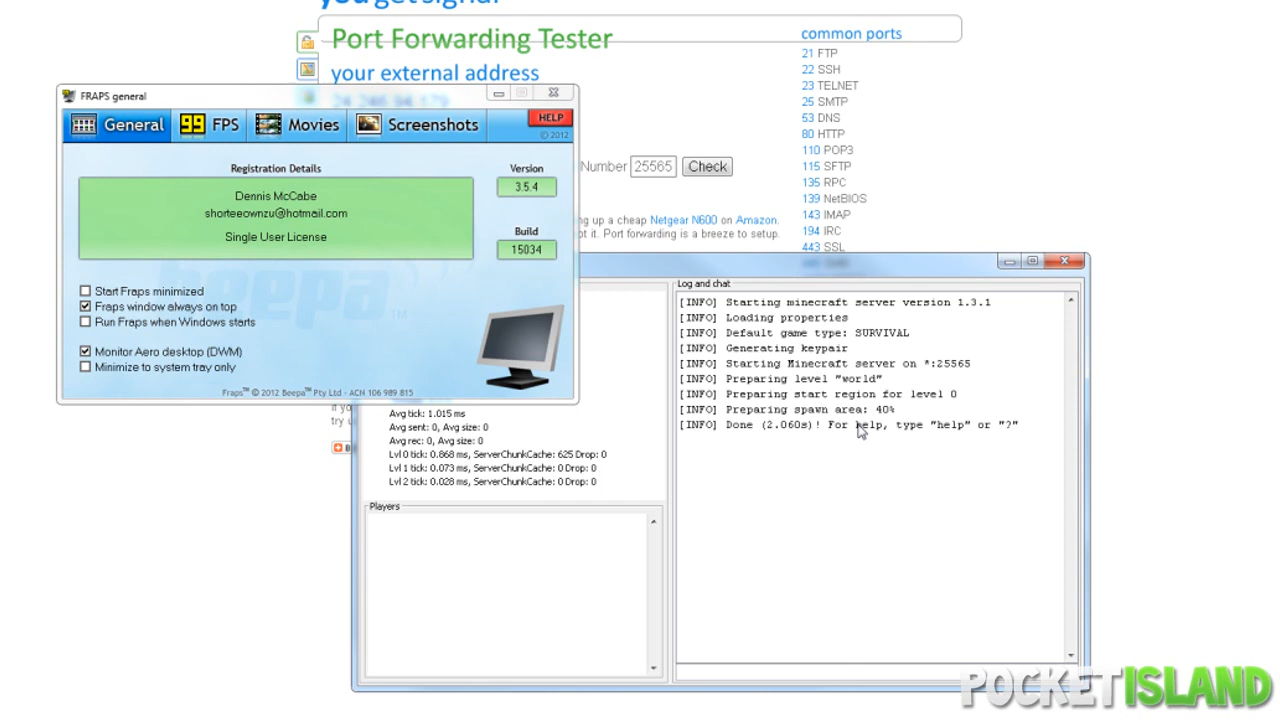 you get signal
Port Forwarding Tester
your external address
common ports
21 FTP
22 SSH
23 TELNET
25 SMTP
53 DNS
80 HTTP
110 POP3
115 SFTP
135 RPC
139 NetBIOS
143 IMAP
194 IRC
443 SSL
Number 25565 Check
ng up a cheap Netgear N600 on Amazon.
ot it. Port forwarding is a breeze to setup.
FRAPS general
General
FPS
Movies
Screenshots
HELP
© 2012
Registration Details
Dennis McCabe
shorteeownzu@hotmail.com
Single User License
Version
3.5.4
Build
15034
Start Fraps minimized
Fraps window always on top
Run Fraps when Windows starts
Monitor Aero desktop (DWM)
Minimize to system tray only
Fraps™ © 2012 Beepa™ Pty Ltd - ACN 106 989 815
if yo
try u
Avg tick: 1.015 ms
Avg sent: 0, Avg size: 0
Avg rec: 0, Avg size: 0
Lvl 0 tick: 0.868 ms, ServerChunkCache: 625 Drop: 0
Lvl 1 tick: 0.073 ms, ServerChunkCache: 0 Drop: 0
Lvl 2 tick: 0.028 ms, ServerChunkCache: 0 Drop: 0
Players
Log and chat
[INFO] Starting minecraft server version 1.3.1
[INFO] Loading properties
[INFO] Default game type: SURVIVAL
[INFO] Generating keypair
[INFO] Starting Minecraft server on *:25565
[INFO] Preparing level "world"
[INFO] Preparing start region for level 0
[INFO] Preparing spawn area: 40%
[INFO] Done (2.060s)! For help, type "help" or "?"
POCKETISLAND